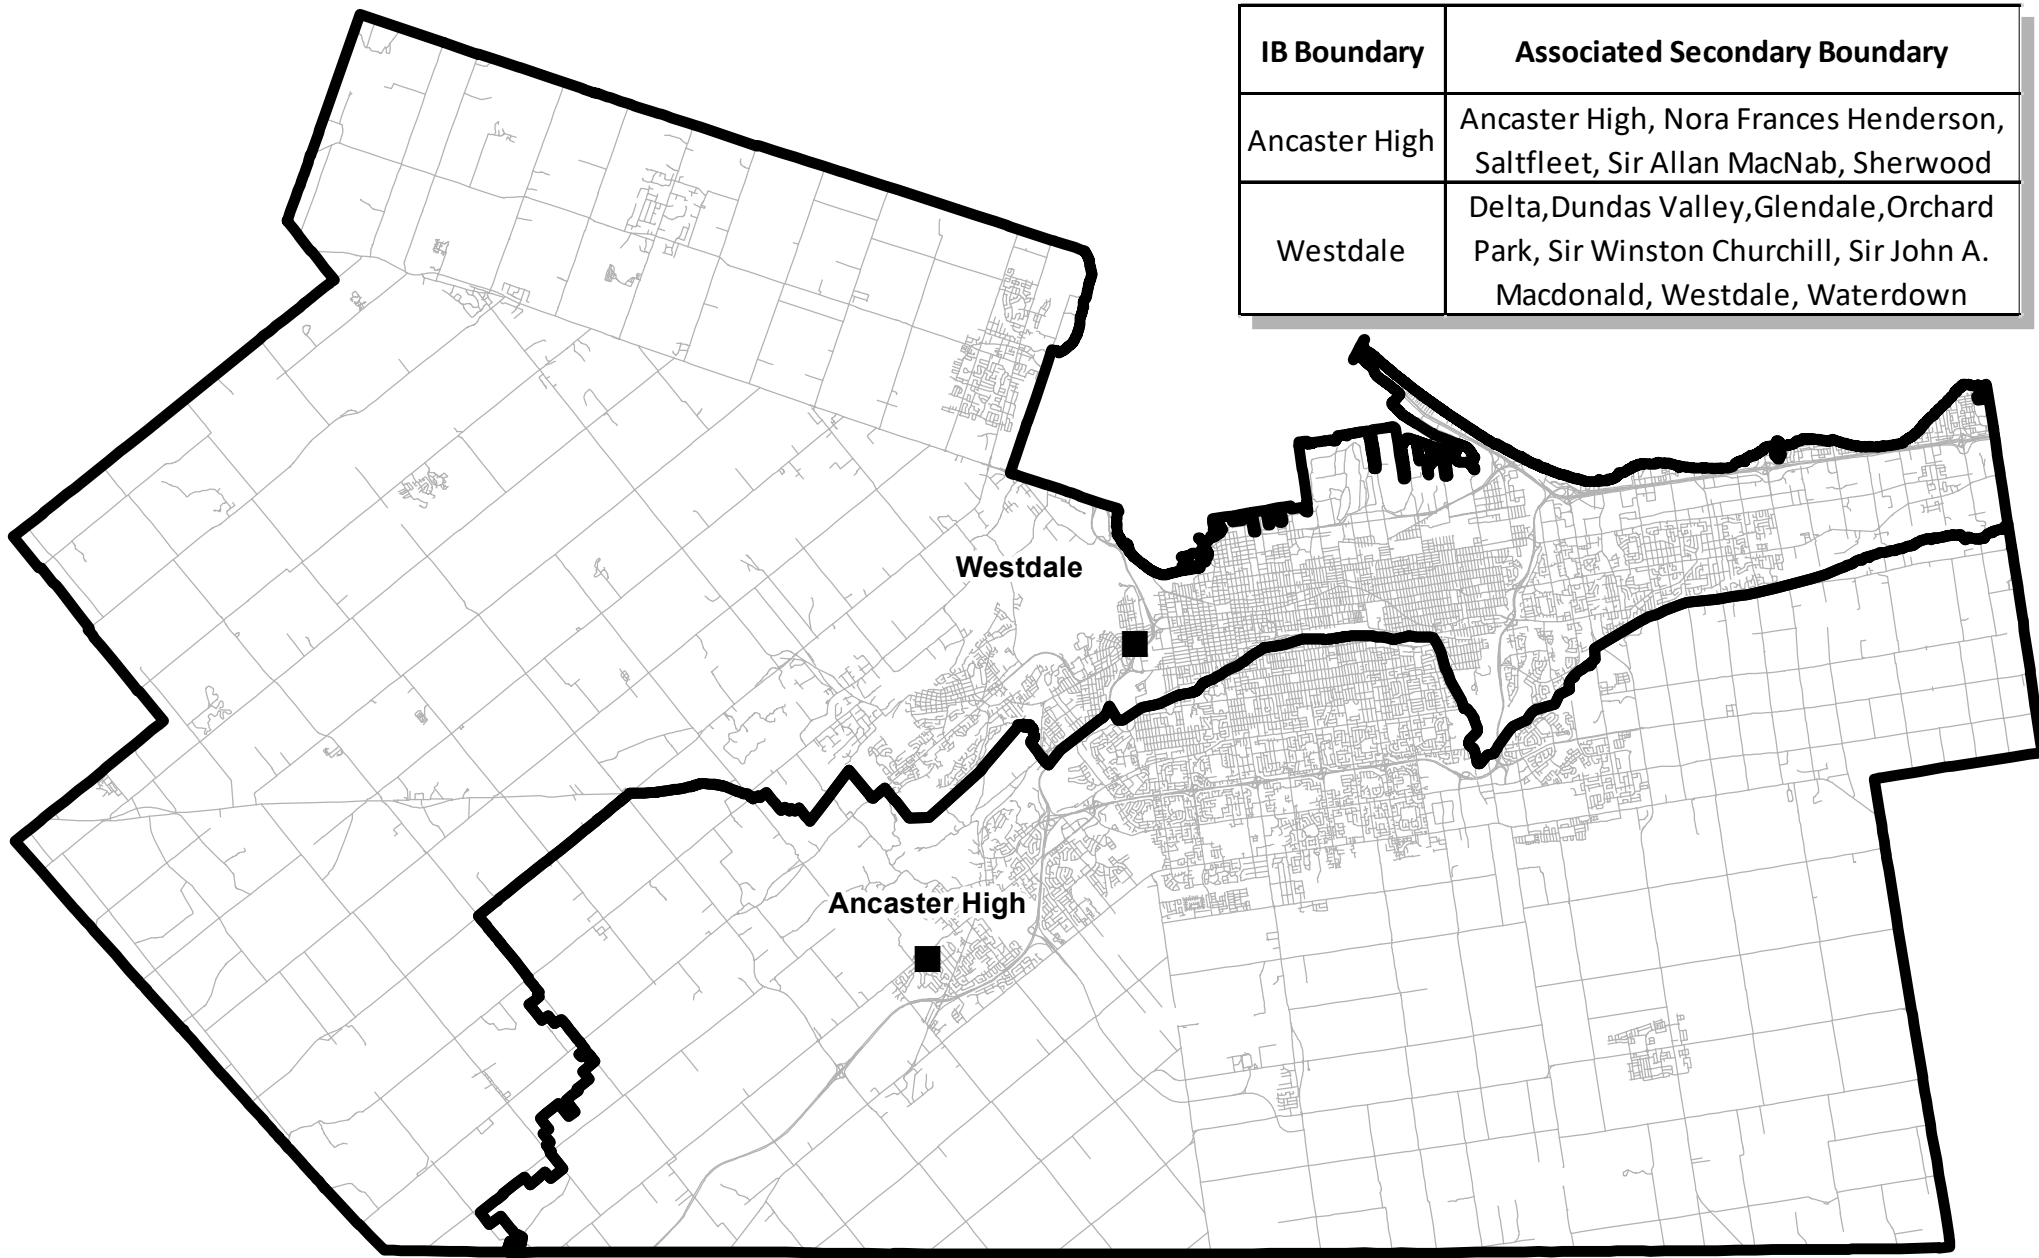 IB Boundary
Associated Secondary Boundary
Ancaster High
Ancaster High, Nora Frances Henderson,
Saltfleet, Sir Allan MacNab, Sherwood
Westdale
Delta,Dundas Valley,Glendale,Orchard
Park, Sir Winston Churchill, Sir John A.
Macdonald, Westdale, Waterdown
Westdale
Ancaster High